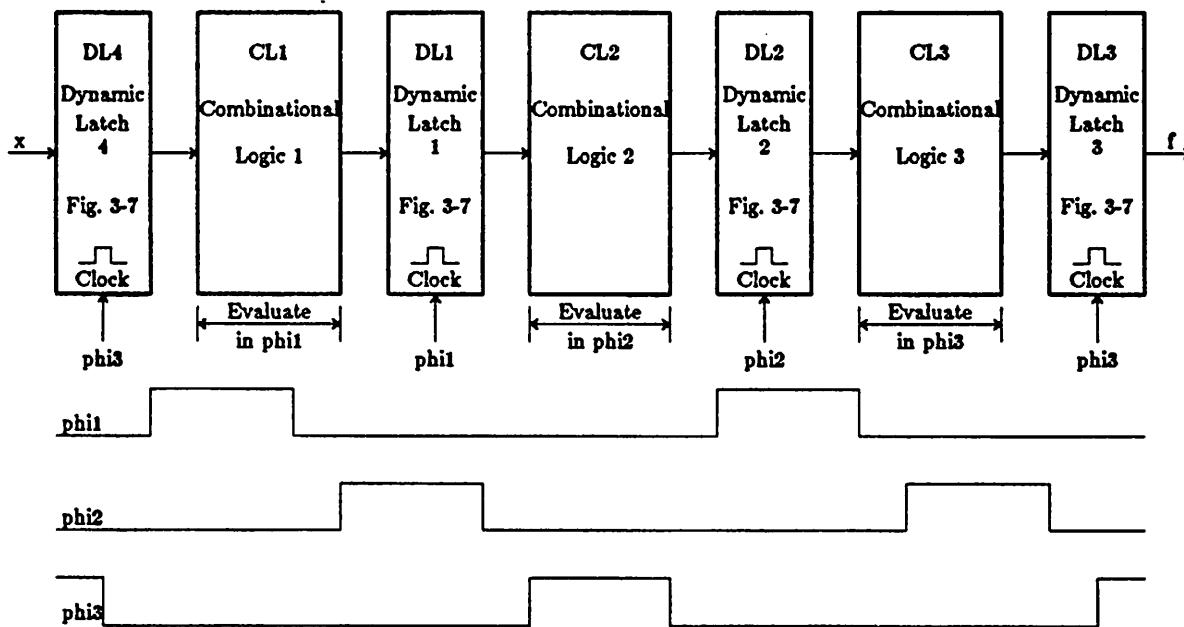 DL4
CL1
DL1
CL2
DL2
CL3
DL3
Dynamic
Latch
4
Combinational
Logic 1
Dynamic
Latch
1
Combinational
Logic 2
Dynamic
Latch
2
Combinational
Logic 3
Dynamic
Latch
3
x
f
Fig. 3-7
Fig. 3-7
Fig. 3-7
Fig. 3-7
Clock
Clock
Clock
Clock
Evaluate
in phi1
Evaluate
in phi2
Evaluate
in phi3
phi3
phi1
phi2
phi3
phi1
phi2
phi3